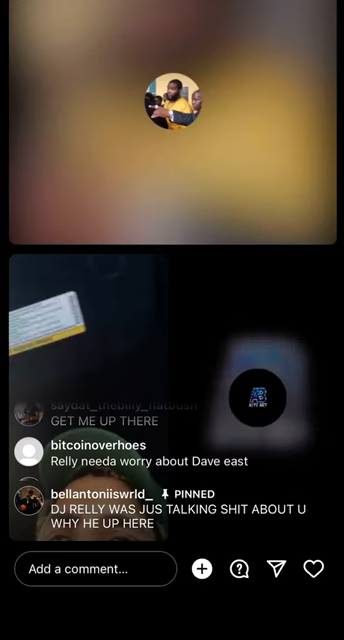 saydat_thebilly_hatbush
GET ME UP THERE
bitcoinoverhoes
Relly needa worry about Dave east
bellantoniiswrld_ PINNED
DJ RELLY WAS JUS TALKING SHIT ABOUT U
WHY HE UP HERE
Add a comment...